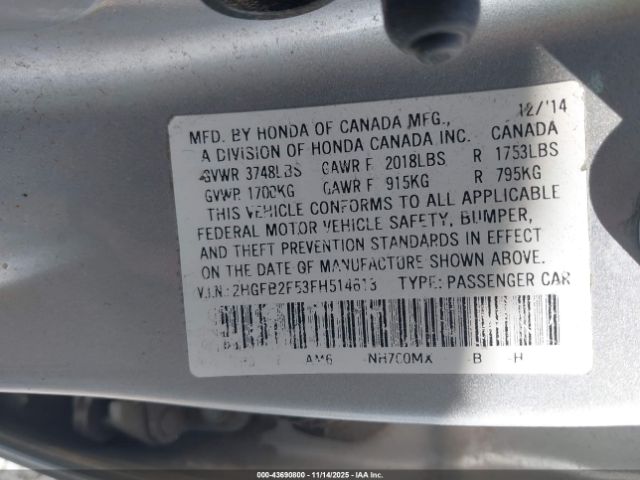 12/'14
MFD. BY HONDA OF CANADA MFG.,
A DIVISION OF HONDA CANADA INC. CANADA
GVWR 3748LBS GAWR F 2018LBS R 1753LBS
GVWR 1700KG GAWR F 915KG R 795KG
THIS VEHICLE CONFORMS TO ALL APPLICABLE
FEDERAL MOTOR VEHICLE SAFETY, BUMPER,
AND THEFT PREVENTION STANDARDS IN EFFECT
ON THE DATE OF MANUFACTURE SHOWN ABOVE.
V.I.N.: 2HGFB2F53FH514613 TYPE: PASSENGER CAR
AM6 NH700MX B H
000-43690800 11/14/2025 IAA Inc.